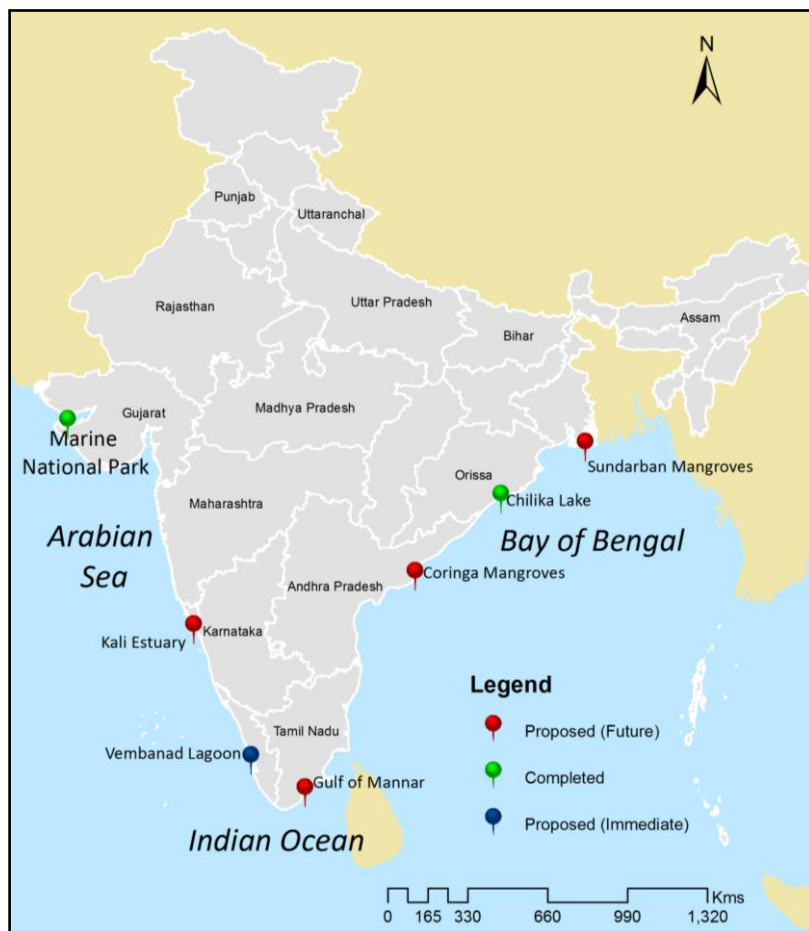 N
Punjab
Uttaranchal
Rajasthan
Uttar Pradesh
Bihar
Assam
Gujarat
Madhya Pradesh
Marine
National Park
Sundarban Mangroves
Orissa
Chilika Lake
Maharashtra
Arabian
Sea
Bay of Bengal
Coringa Mangroves
Andhra Pradesh
Kali Estuary
Karnataka
Legend
Proposed (Future)
Tamil Nadu
Vembanad Lagoon
Completed
Gulf of Mannar
Proposed (Immediate)
Indian Ocean
Kms
0 165 330 660 990 1,320